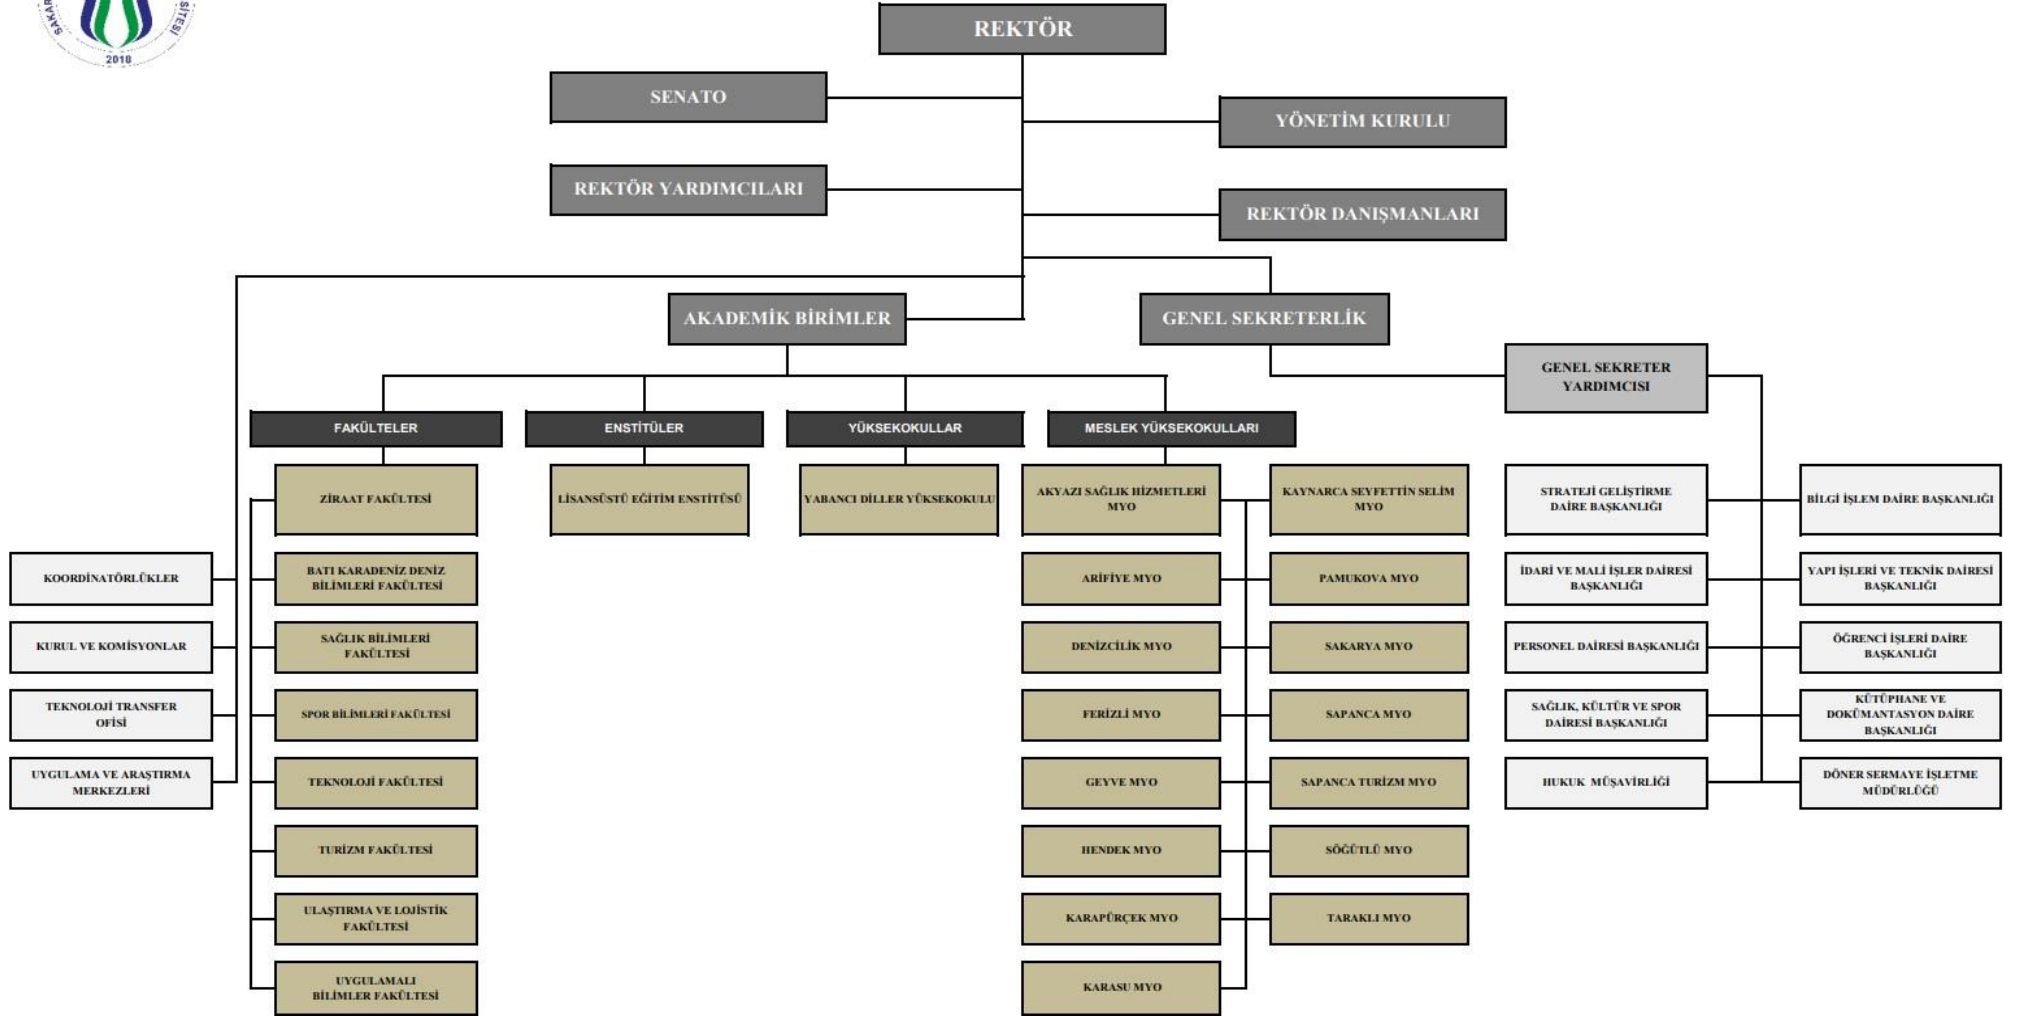 SAKAR
SİTESİ
2018
REKTÖR
SENATO
YÖNETİM KURULU
REKTÖR YARDIMCILARI
REKTÖR DANIŞMANLARI
AKADEMİK BİRİMLER
GENEL SEKRETERLİK
GENEL SEKRETER
YARDIMCISI
FAKÜLTELER
ENSTİTÜLER
YÜKSEKOKULLAR
MESLEK YÜKSEKOKULLARI
ZİRAAT FAKÜLTESİ
BATI KARADENİZ DENİZ
BİLİMLERİ FAKÜLTESİ
SAĞLIK BİLİMLERİ
FAKÜLTESİ
SPOR BİLİMLERİ FAKÜLTESİ
TEKNOLOJİ FAKÜLTESİ
TURİZM FAKÜLTESİ
ULAŞTIRMA VE LOJİSTİK
FAKÜLTESİ
UYGULAMALI
BİLİMLER FAKÜLTESİ
LİSANSÜSTÜ EĞİTİM ENSTİTÜSÜ
YABANCI DİLLER YÜKSEKOKULU
AKYAZI SAĞLIK HİZMETLERİ
MYO
ARİFİYE MYO
DENİZCİLİK MYO
FERİZLİ MYO
GEYVE MYO
HENDEK MYO
KARAPÜRÇEK MYO
KARASU MYO
KAYNARCA SEYFETTİN SELİM
MYO
PAMUKOVA MYO
SAKARYA MYO
SAPANCA MYO
SAPANCA TURİZM MYO
SÖĞÜTLÜ MYO
TARAKLI MYO
KOORDİNATÖRLÜKLER
KURUL VE KOMİSYONLAR
TEKNOLOJİ TRANSFER
OFİSİ
UYGULAMA VE ARAŞTIRMA
MERKEZLERİ
STRATEJİ GELİŞTİRME
DAİRE BAŞKANLIĞI
İDARİ VE MALİ İŞLER DAİRESİ
BAŞKANLIĞI
PERSONEL DAİRESİ BAŞKANLIĞI
SAĞLIK, KÜLTÜR VE SPOR
DAİRESİ BAŞKANLIĞI
HUKUK MÜŞAVİRLİĞİ
BİLGİ İŞLEM DAİRE BAŞKANLIĞI
YAPI İŞLERİ VE TEKNİK DAİRESİ
BAŞKANLIĞI
ÖĞRENCİ İŞLERİ DAİRE
BAŞKANLIĞI
KÜTÜPHANE VE
DOKÜMANTASYON DAİRE
BAŞKANLIĞI
DÖNER SERMAYE İŞLETME
MÜDÜRLÜĞÜ